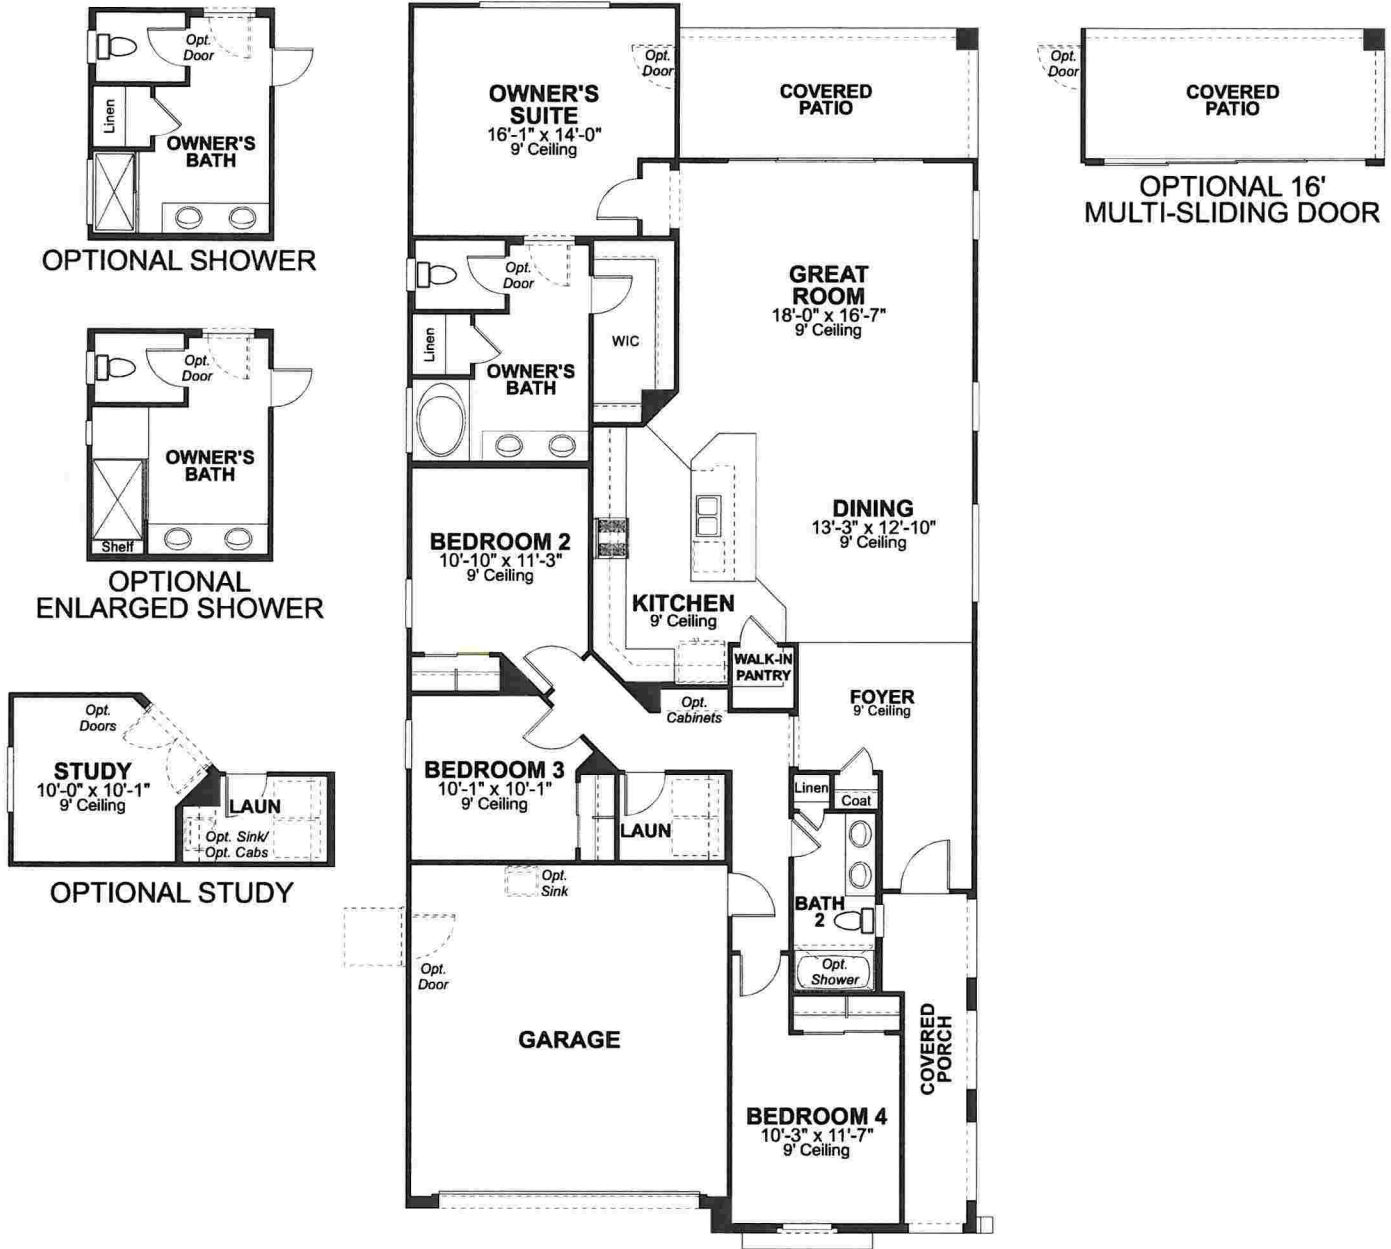 Opt.
Door
Linen
OWNER'S
BATH
OPTIONAL SHOWER
Opt.
Door
OWNER'S
BATH
Shelf
OPTIONAL
ENLARGED SHOWER
Opt.
Doors
STUDY
10'-0" x 10'-1"
9' Ceiling
LAUN
Opt. Sink/
Opt. Cabs
OPTIONAL STUDY
OWNER'S
SUITE
16'-1" x 14'-0"
9' Ceiling
Opt.
Door
COVERED
PATIO
Opt.
Door
Linen
OWNER'S
BATH
WIC
GREAT
ROOM
18'-0" x 16'-7"
9' Ceiling
DINING
13'-3" x 12'-10"
9' Ceiling
BEDROOM 2
10'-10" x 11'-3"
9' Ceiling
KITCHEN
9' Ceiling
WALK-IN
PANTRY
FOYER
9' Ceiling
Opt.
Cabinets
BEDROOM 3
10'-1" x 10'-1"
9' Ceiling
LAUN
Linen
Coat
Opt.
Sink
BATH
2
Opt.
Shower
Opt.
Door
GARAGE
COVERED
PORCH
BEDROOM 4
10'-3" x 11'-7"
9' Ceiling
Opt.
Door
COVERED
PATIO
OPTIONAL 16'
MULTI-SLIDING DOOR